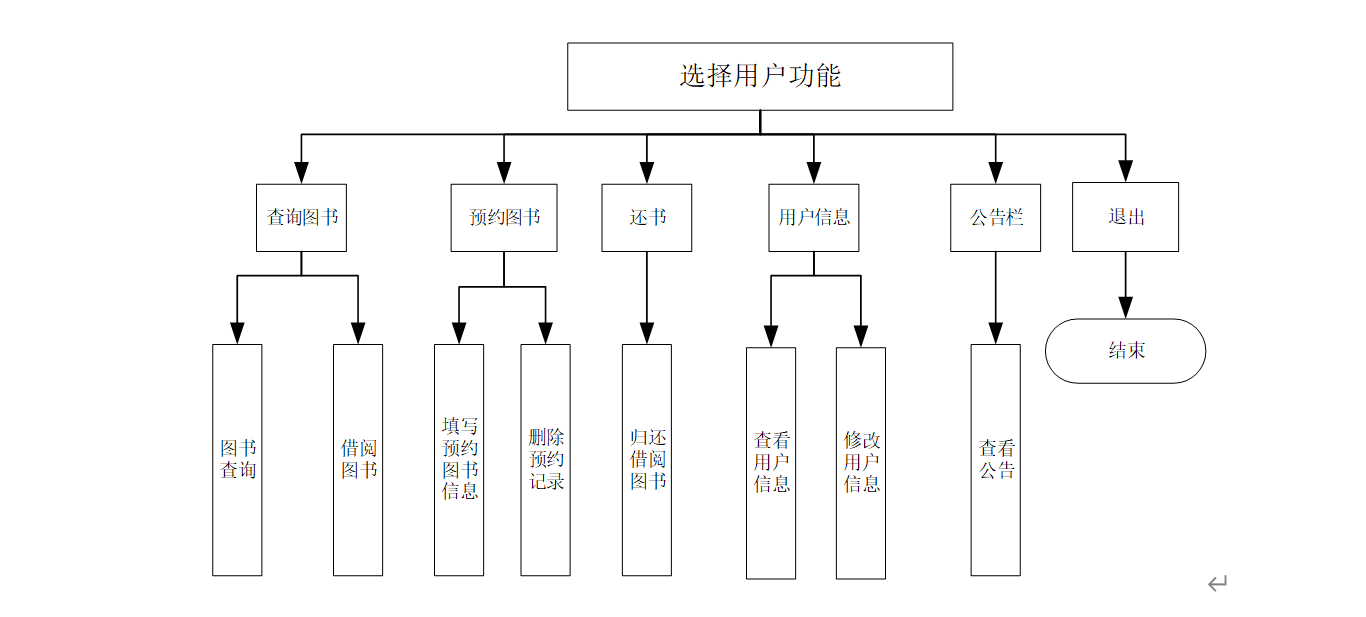 选择用户功能
查询图书
预约图书
还书
用户信息
公告栏
退出
结束
图书
查询
借阅
图书
填写
预约
图书
信息
删除
预约
记录
归还
借阅
图书
查看
用户
信息
修改
用户
信息
查看
公告